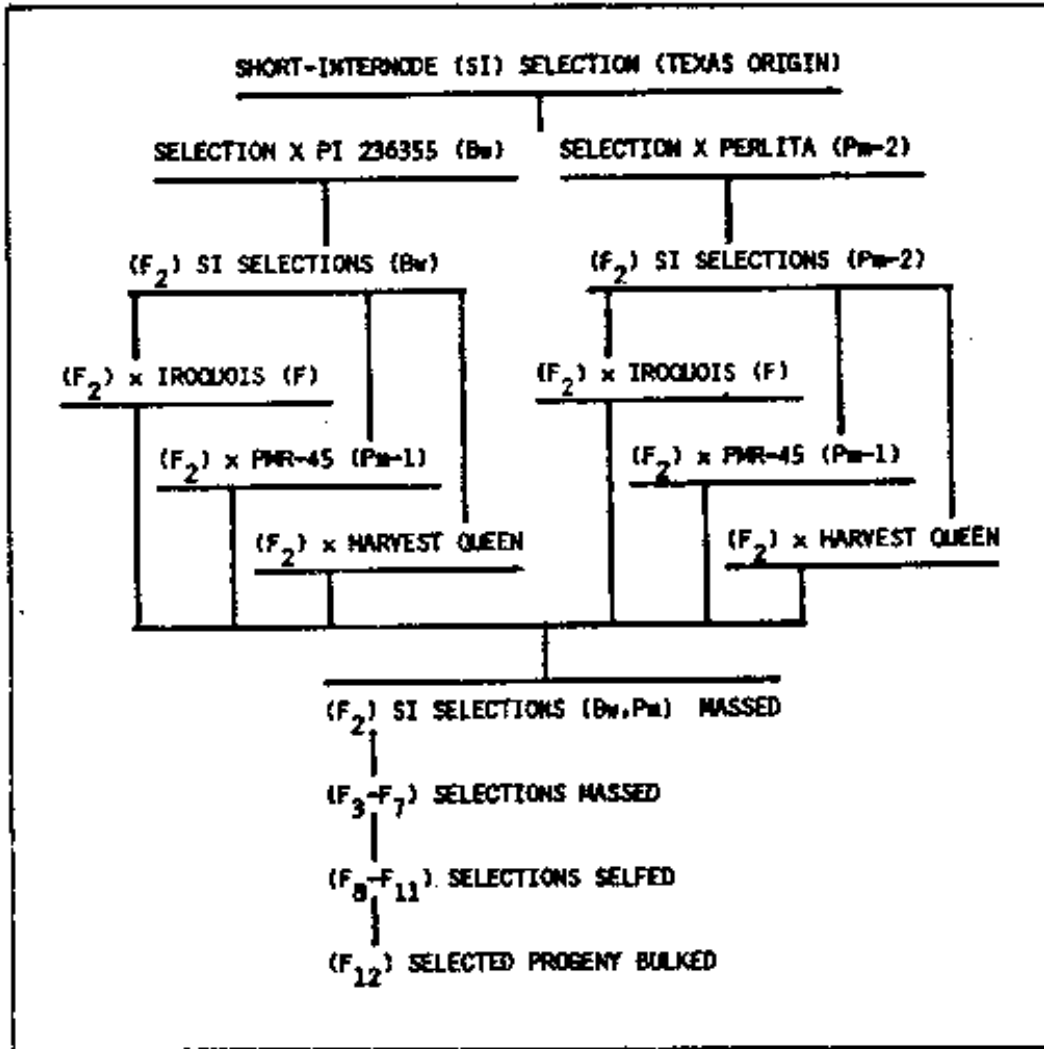 SHORT-INTERNODE (SI) SELECTION (TEXAS ORIGIN)
SELECTION X PI 236355 (Bw)
SELECTION X PERLITA (Pm-2)
(F2) SI SELECTIONS (Bw)
(F2) SI SELECTIONS (Pm-2)
(F2) x IROQUOIS (F)
(F2) x IROQUOIS (F)
(F2) x PMR-45 (Pm-1)
(F2) x PMR-45 (Pm-1)
(F2) x HARVEST QUEEN
(F2) x HARVEST QUEEN
(F2) SI SELECTIONS (Bw,Pm) MASSED
(F3-F7) SELECTIONS MASSED
(F8-F11) SELECTIONS SELFED
(F12) SELECTED PROGENY BULKED